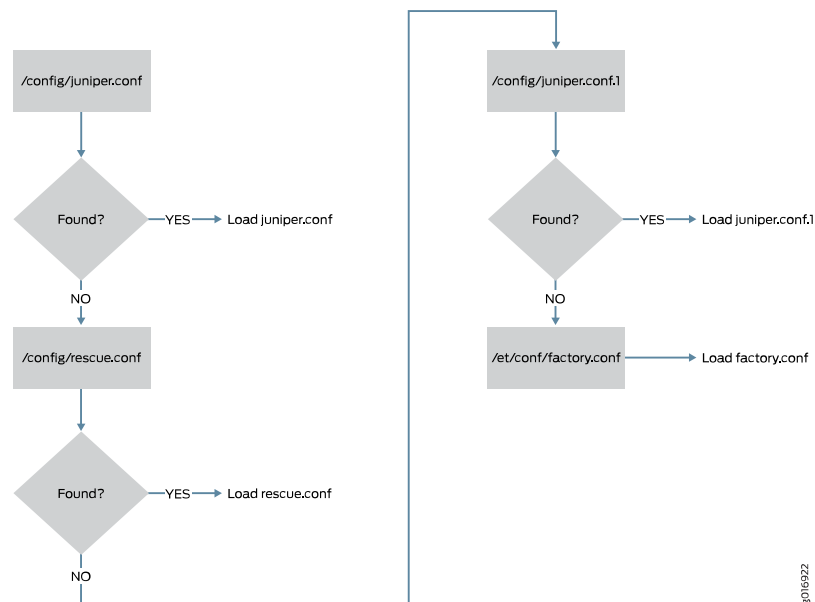 /config/juniper.conf
Found?
YES
Load juniper.conf
NO
/config/rescue.conf
Found?
YES
Load rescue.conf
NO
/config/juniper.conf.1
Found?
YES
Load juniper.conf.1
NO
/et/conf/factory.conf
Load factory.conf
g016922